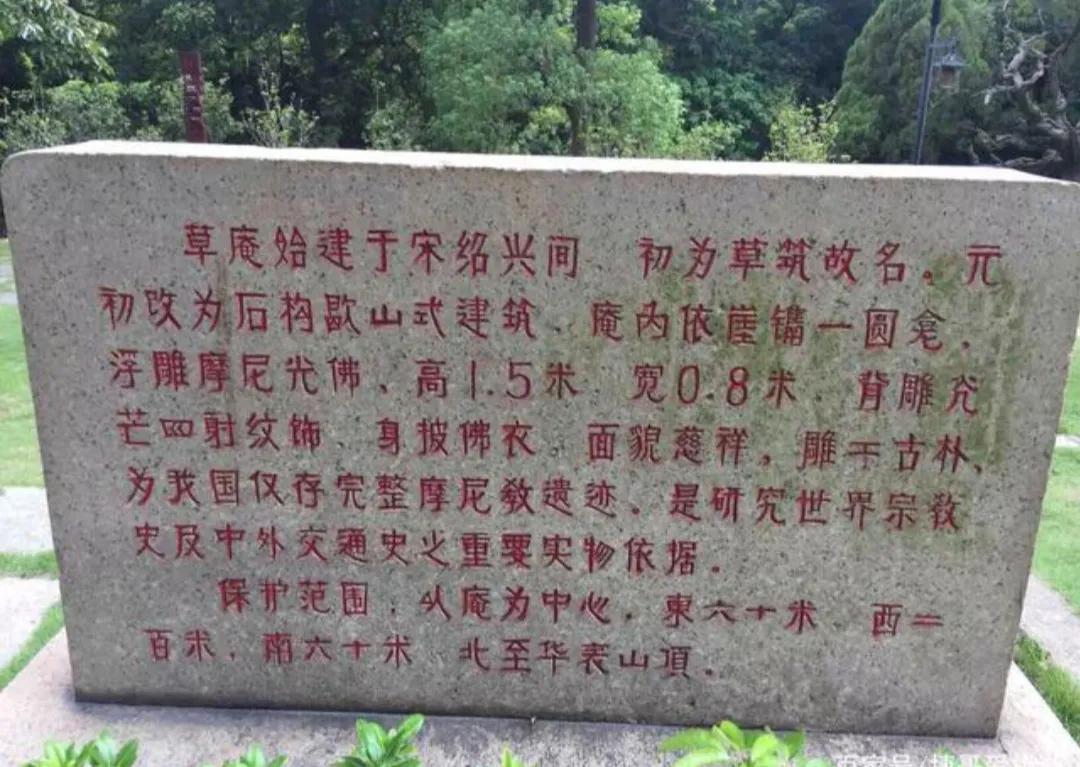 草庵始建于宋绍兴间 初为草筑故名。元
初改为石构歇山式建筑、庵内依崖镌一圆龛、
浮雕摩尼光佛、高1.5米 宽0.8米、背雕光
芒四射纹饰、身披佛衣。面貌慈祥。雕干古朴、
为我国仅存完整摩尼教遗迹。是研究世界宗教
史及中外交通史之重要实物依据。
保护范围:从庵为中心.東六十米 西二
百米.南六十米 北至华表山頂.